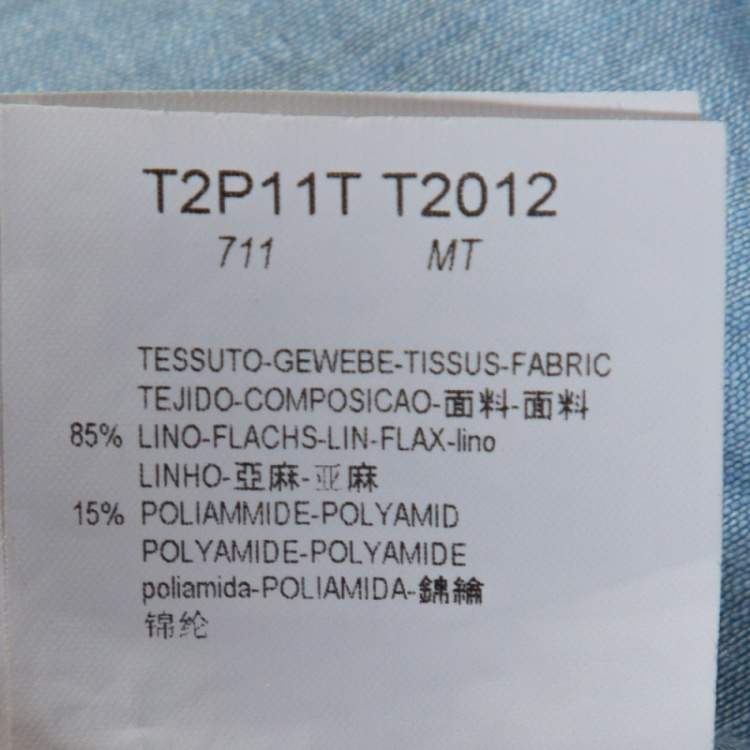 T2P11T T2012
711 MT
TESSUTO-GEWEBE-TISSUS-FABRIC
TEJIDO-COMPOSICAO-面料-面料
85% LINO-FLACHS-LIN-FLAX-lino
LINHO-亞麻-亚麻
15% POLIAMMIDE-POLYAMID
POLYAMIDE-POLYAMIDE
poliamida-POLIAMIDA-錦綸
锦纶